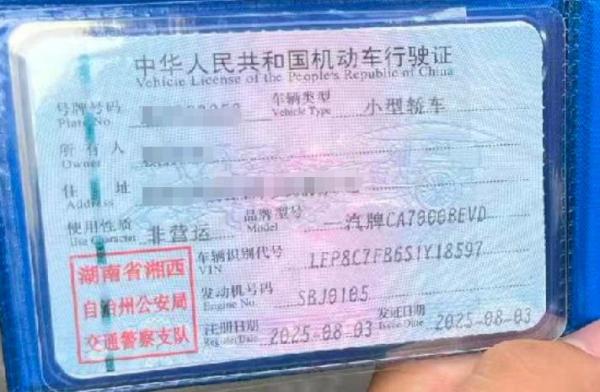 中华人民共和国机动车行驶证
Vehicle License of the People's Republic of China
号牌号码 车辆类型 小型轿车
Plate No. Vehicle Type
所有人
Owner
住址
Address
使用性质 非营运 品牌型号 一汽牌CA7000BEVD
Use Character Model
车辆识别代号 LFP8C7FB6S1Y18597
VIN
发动机号码 SBJ0105
Engine No.
注册日期 2025-08-03 发证日期 2025-08-03
Register Date Issue Date
湖南省湘西
自治州公安局
交通警察支队